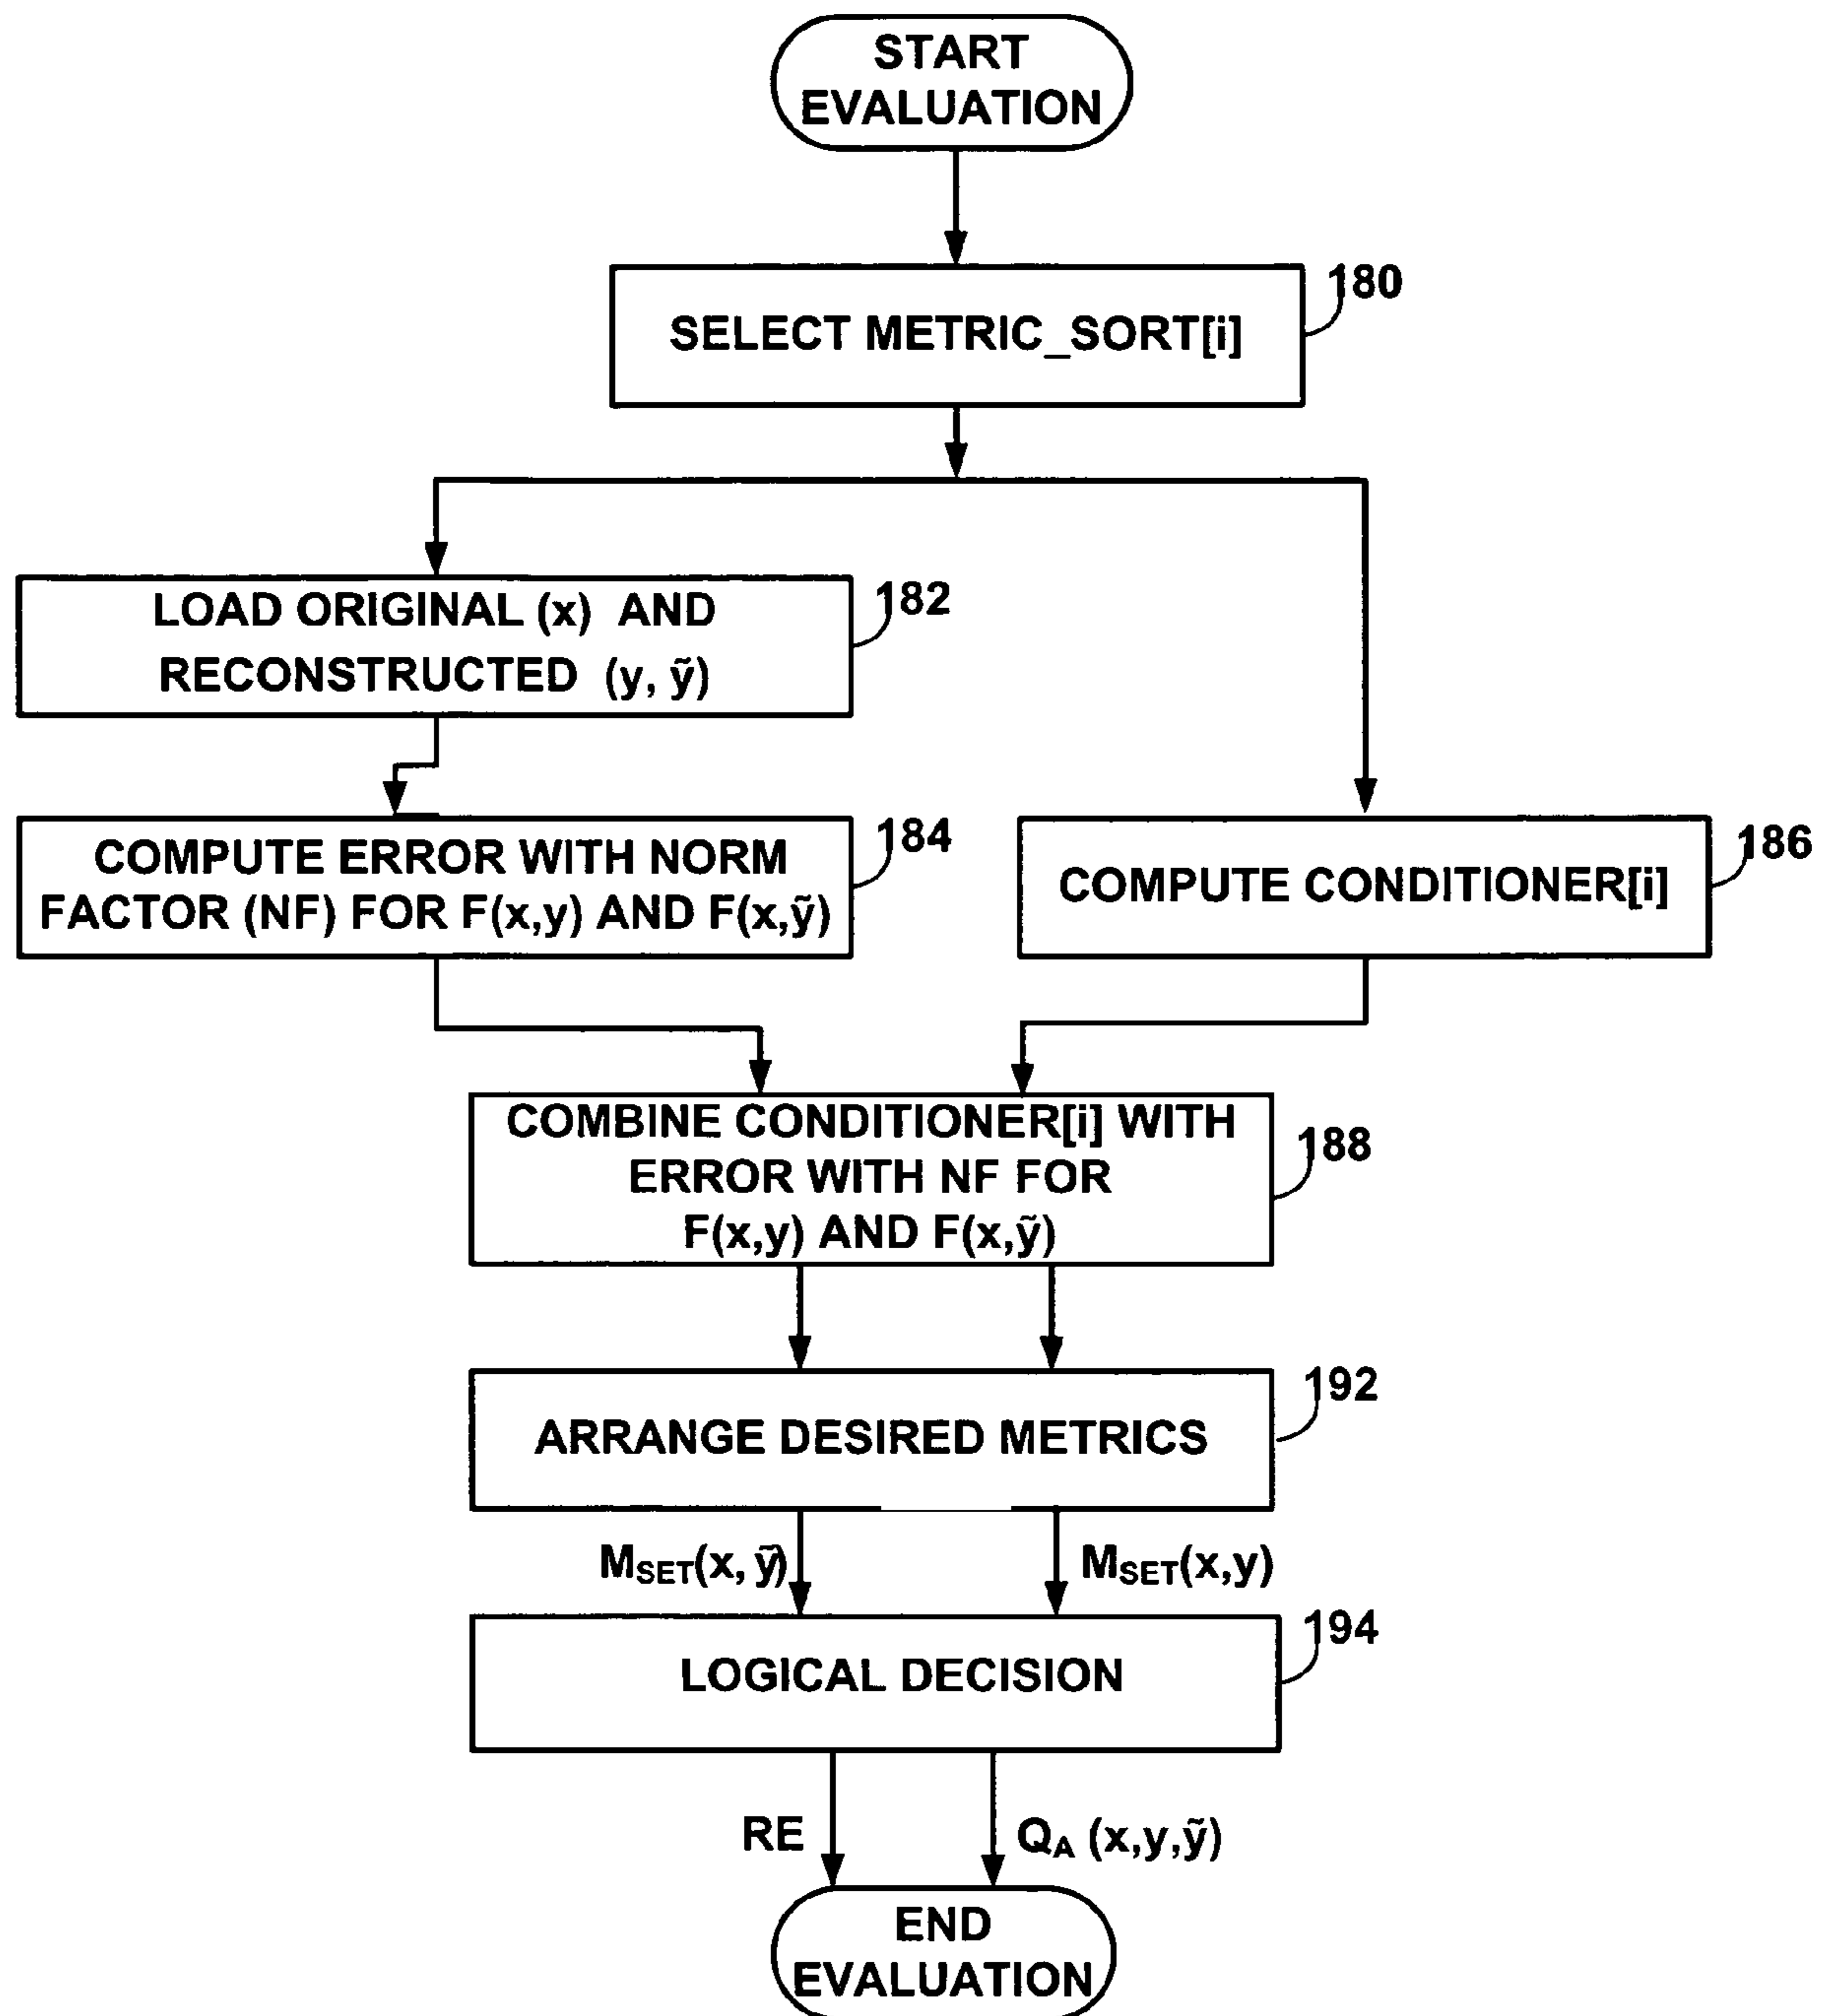 START
EVALUATION
180
SELECT METRIC_SORT[i]
182
LOAD ORIGINAL (x) AND
RECONSTRUCTED (y, ỹ)
184
COMPUTE ERROR WITH NORM
FACTOR (NF) FOR F(x,y) AND F(x,ỹ)
186
COMPUTE CONDITIONER[i]
188
COMBINE CONDITIONER[i] WITH
ERROR WITH NF FOR
F(x,y) AND F(x,ỹ)
192
ARRANGE DESIRED METRICS
MSET(x, ỹ)
MSET(x,y)
194
LOGICAL DECISION
RE
QA (x,y,ỹ)
END
EVALUATION